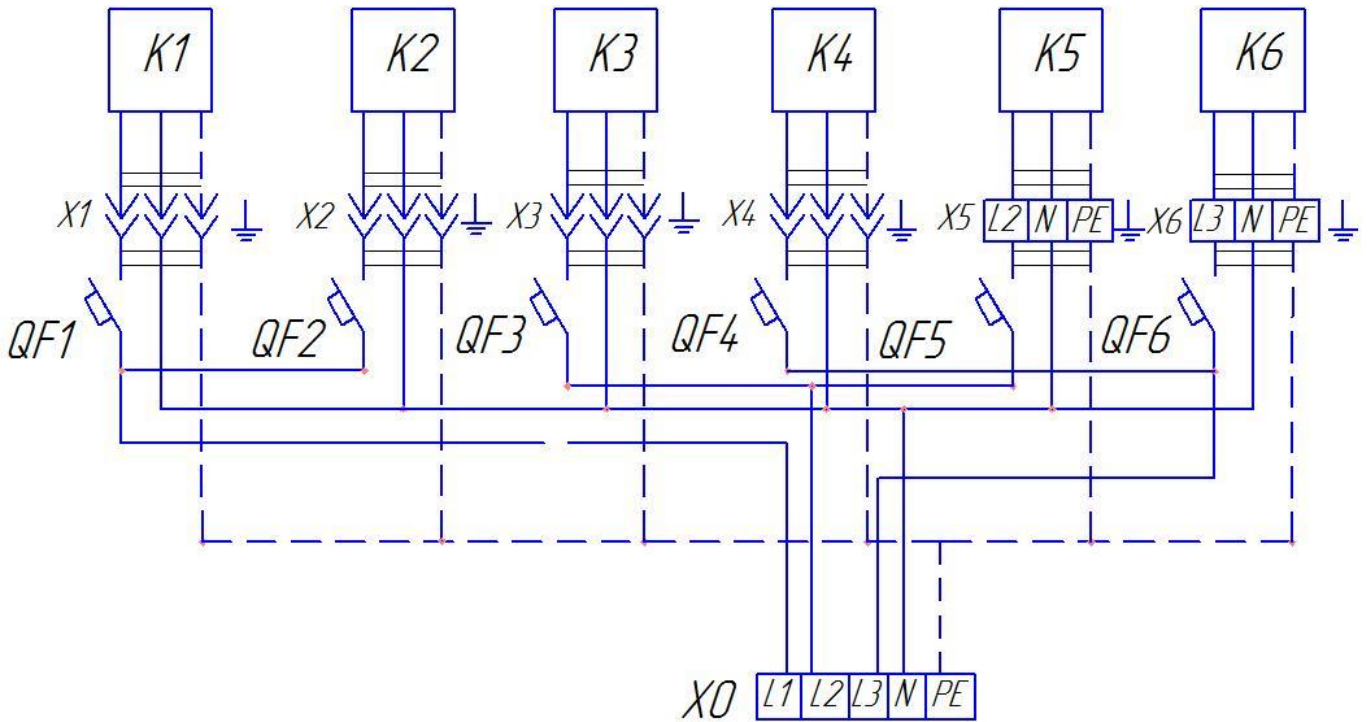 K1 K2 K3 K4 K5 K6
X1 X2 X3 X4 X5 L2 N PE X6 L3 N PE
QF1 QF2 QF3 QF4 QF5 QF6
X0 L1 L2 L3 N PE